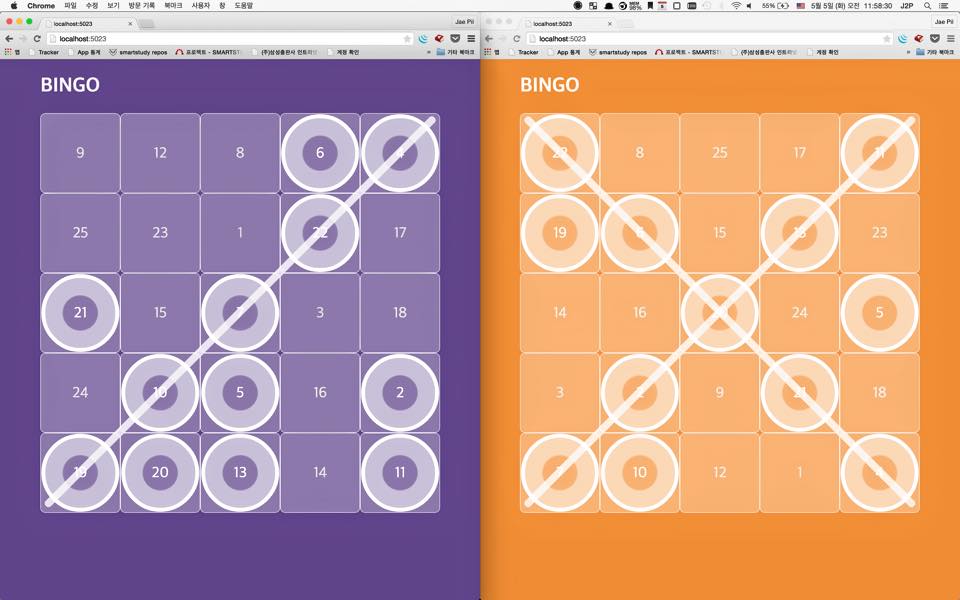 Chrome 파일 수정 보기 방문 기록 북마크 사용자 창 도움말 MEM 98% 55% 5월 5일 (화) 오전 11:58:30 J2P
localhost:5023 Jae Pil
localhost:5023
앱 Tracker App 통계 smartstudy repos 프로젝트 - SMARTST (주)삼성출판사 인트라넷 계정 확인 » 기타 북마크
BINGO
9 12 8 6 4
25 23 1 22 17
21 15 3 18
24 10 5 16 2
19 20 13 14 11
localhost:5023 Jae Pil
localhost:5023
앱 Tracker App 통계 smartstudy repos 프로젝트 - SMARTST (주)삼성출판사 인트라넷 계정 확인 » 기타 북마크
BINGO
22 8 25 17 11
19 6 15 13 23
14 16 24 5
3 2 9 21 18
10 12 1 4